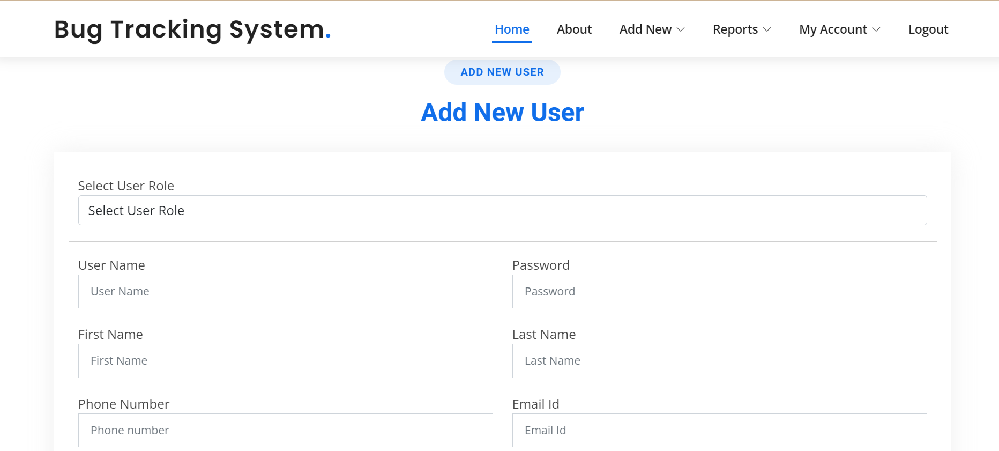 Bug Tracking System.
Home About Add New Reports My Account Logout
ADD NEW USER
Add New User
Select User Role
Select User Role
User Name Password
User Name Password
First Name Last Name
First Name Last Name
Phone Number Email Id
Phone number Email Id